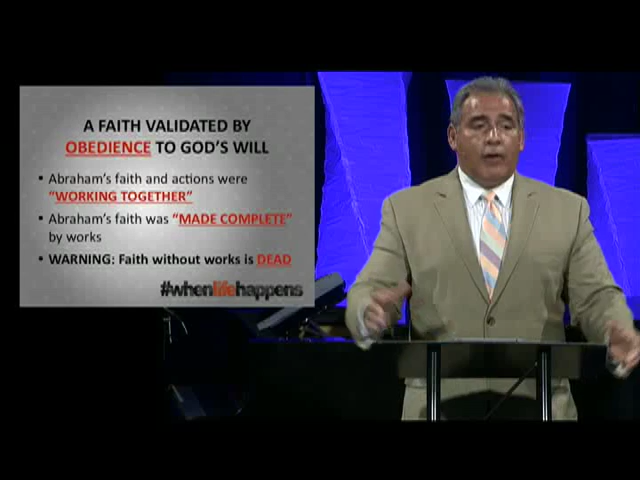 A FAITH VALIDATED BY
OBEDIENCE TO GOD'S WILL
• Abraham's faith and actions were
"WORKING TOGETHER"
• Abraham's faith was "MADE COMPLETE"
by works
• WARNING: Faith without works is DEAD
#whenlifehappens